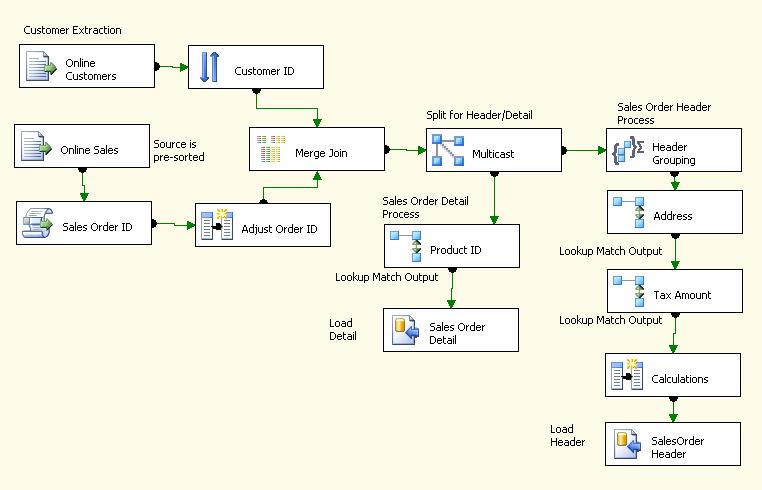 Customer Extraction
Online
Customers
Customer ID
Online Sales
Source is
pre-sorted
Sales Order ID
Adjust Order ID
Merge Join
Split for Header/Detail
Multicast
Sales Order Detail
Process
Product ID
Lookup Match Output
Load
Detail
Sales Order
Detail
Sales Order Header
Process
Header
Grouping
Address
Lookup Match Output
Tax Amount
Lookup Match Output
Calculations
Load
Header
SalesOrder
Header